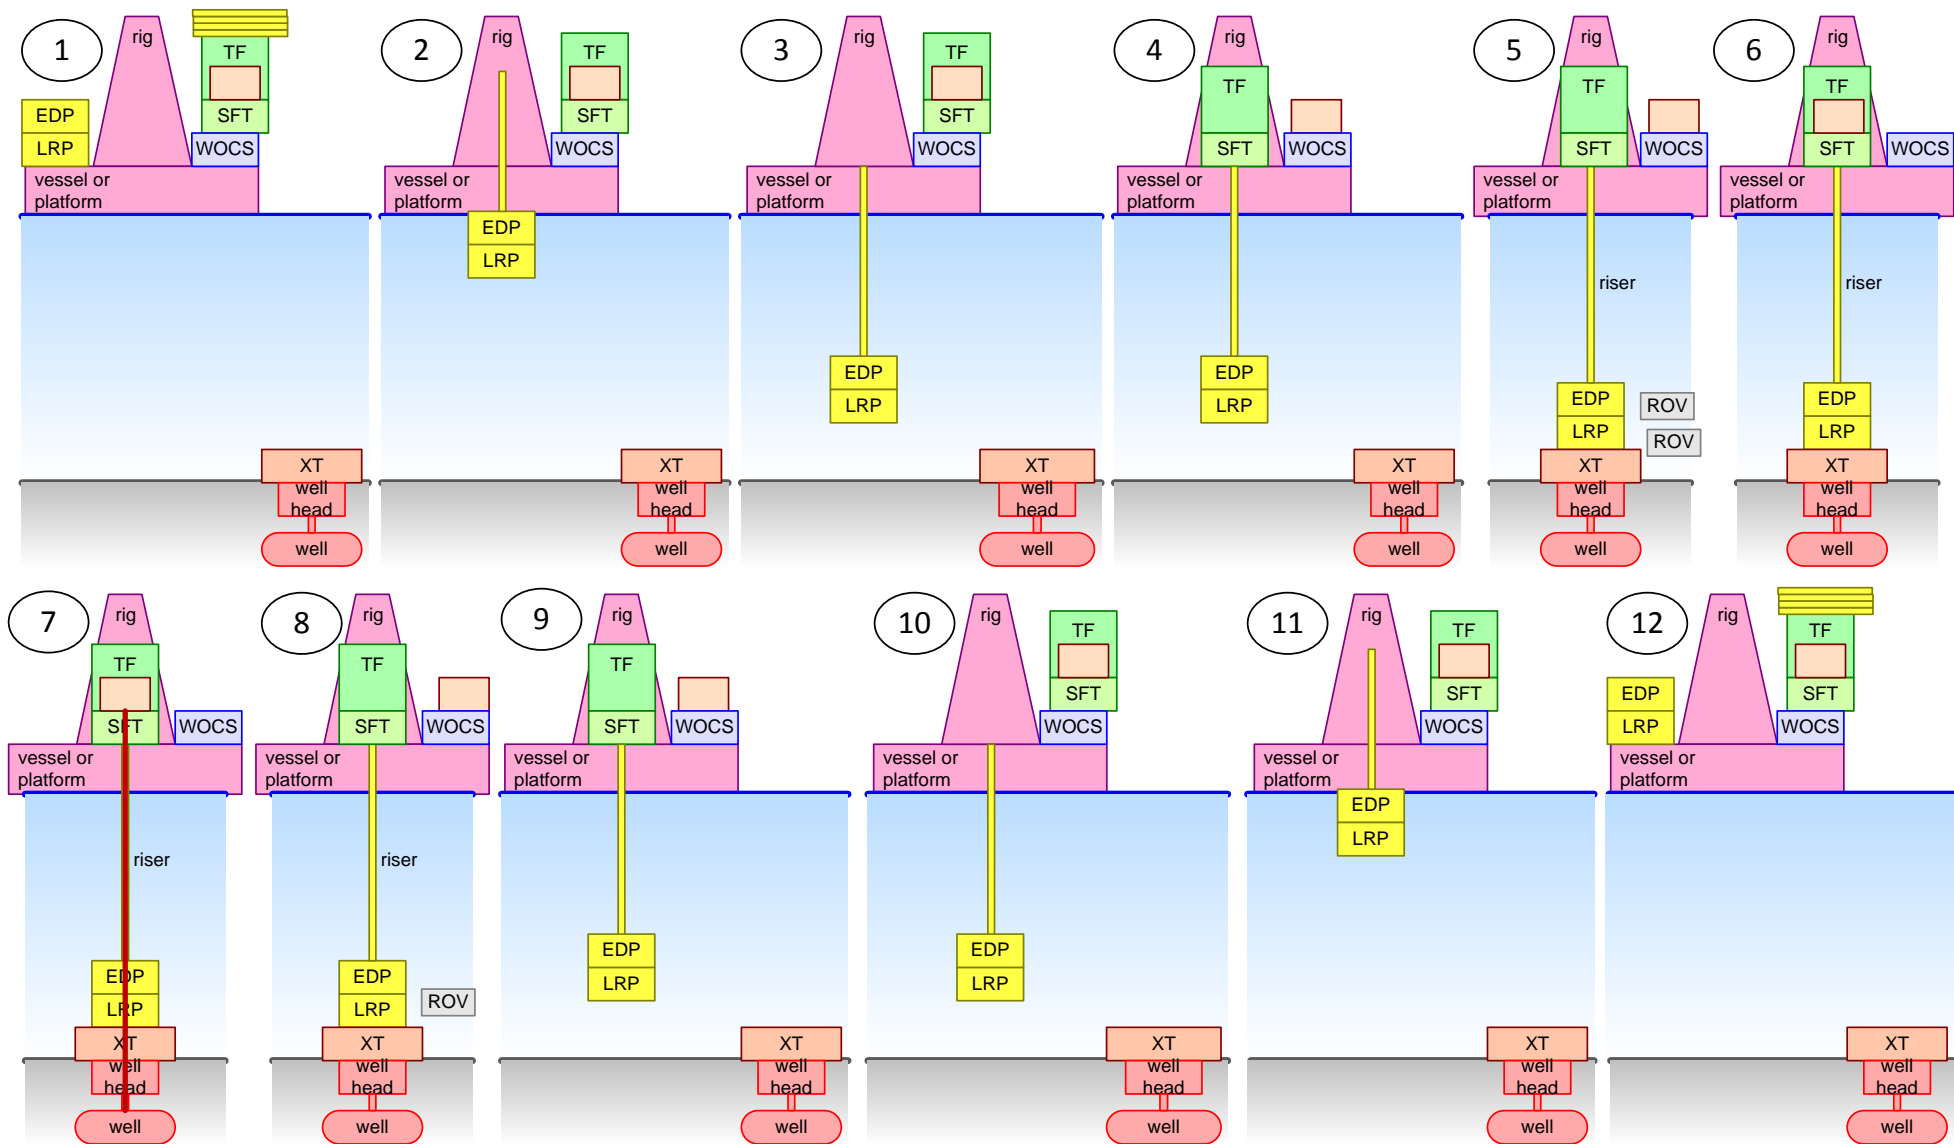 1
rig
TF
SFT
EDP
LRP
WOCS
vessel or
platform
XT
well
head
well
2
rig
TF
SFT
WOCS
vessel or
platform
EDP
LRP
XT
well
head
well
3
rig
TF
SFT
WOCS
vessel or
platform
EDP
LRP
XT
well
head
well
4
rig
TF
SFT
WOCS
vessel or
platform
EDP
LRP
XT
well
head
well
5
rig
TF
SFT
WOCS
vessel or
platform
riser
EDP
LRP
ROV
ROV
XT
well
head
well
6
rig
TF
SFT
WOCS
vessel or
platform
riser
EDP
LRP
XT
well
head
well
7
rig
TF
SFT
WOCS
vessel or
platform
riser
EDP
LRP
XT
well
head
well
8
rig
TF
SFT
WOCS
vessel or
platform
riser
EDP
LRP
ROV
XT
well
head
well
9
rig
TF
SFT
WOCS
vessel or
platform
EDP
LRP
XT
well
head
well
10
rig
TF
SFT
WOCS
vessel or
platform
EDP
LRP
XT
well
head
well
11
rig
TF
SFT
WOCS
vessel or
platform
EDP
LRP
XT
well
head
well
12
rig
TF
SFT
EDP
LRP
WOCS
vessel or
platform
XT
well
head
well